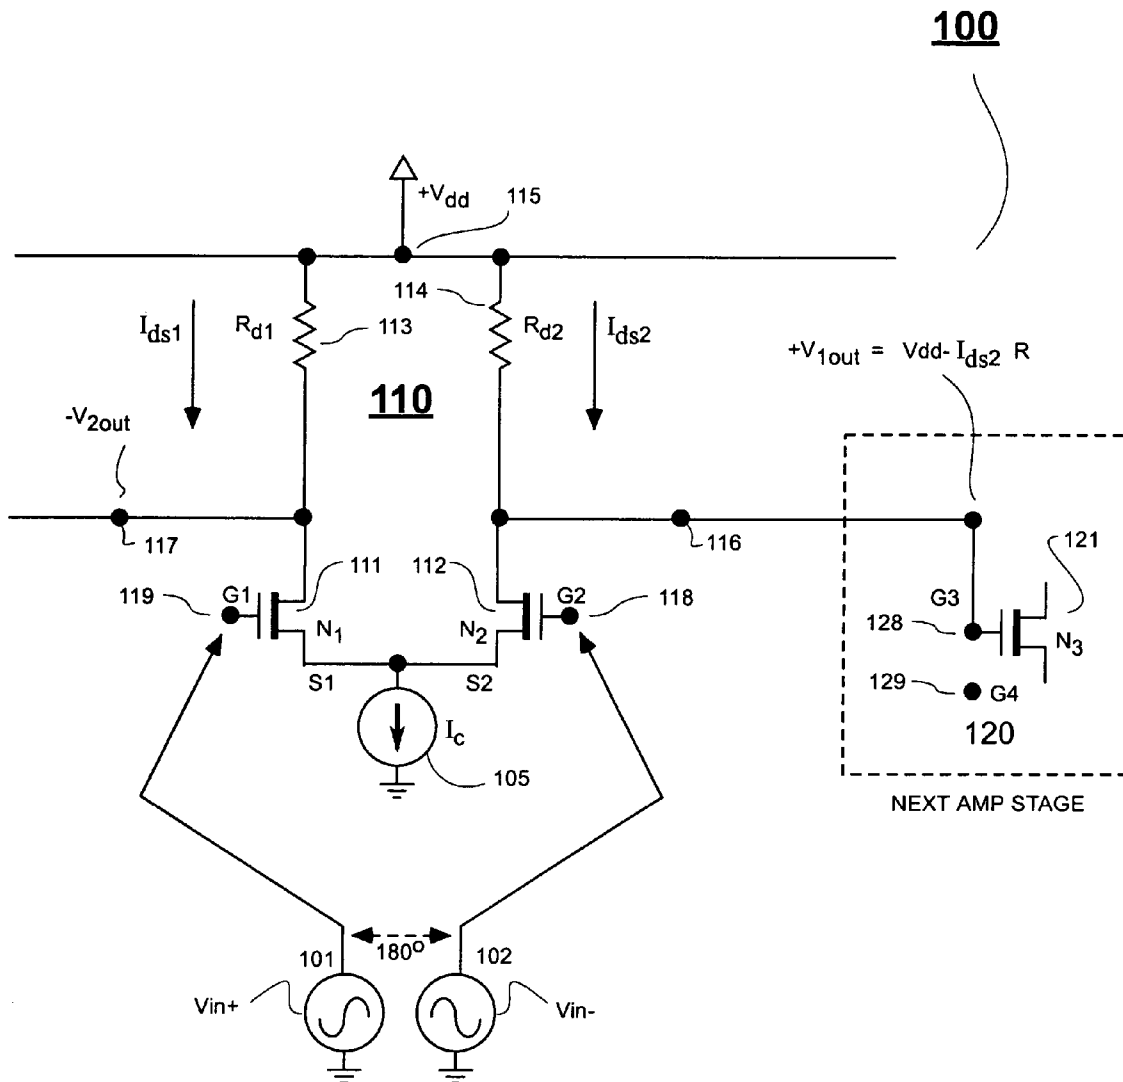 100
+Vdd
115
114
Ids1
Rd1
113
Rd2
Ids2
+V1out = Vdd- Ids2 R
110
-V2out
117
116
111
112
121
119
G1
G2
118
G3
N1
N2
128
N3
S1
S2
129
G4
Ic
120
105
NEXT AMP STAGE
180o
101
102
Vin+
Vin-